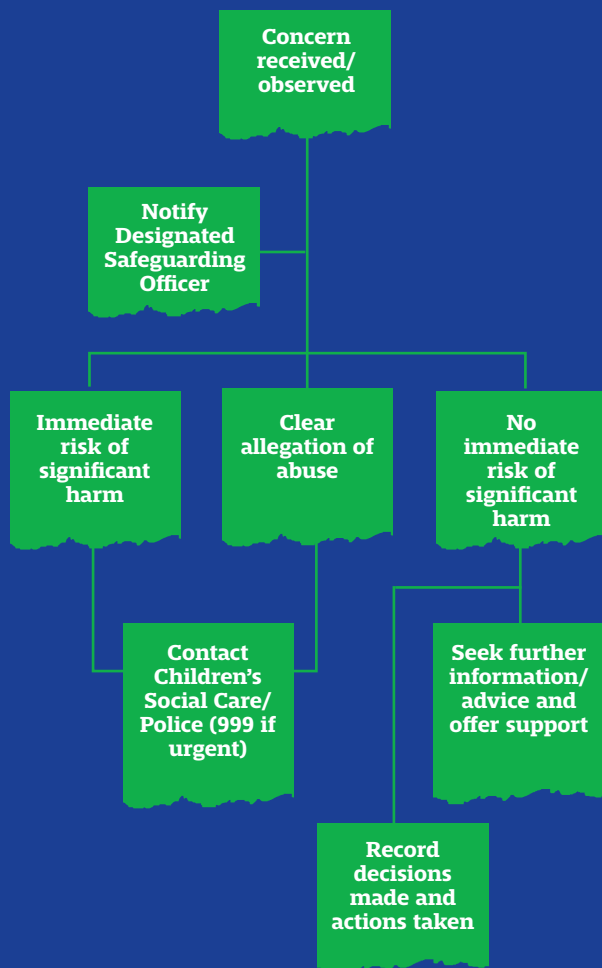 Concern
received/
observed
Notify
Designated
Safeguarding
Officer
Immediate
risk of
significant
harm
Clear
allegation of
abuse
No
immediate
risk of
significant
harm
Contact
Children’s
Social Care/
Police (999 if
urgent)
Seek further
information/
advice and
offer support
Record
decisions
made and
actions taken